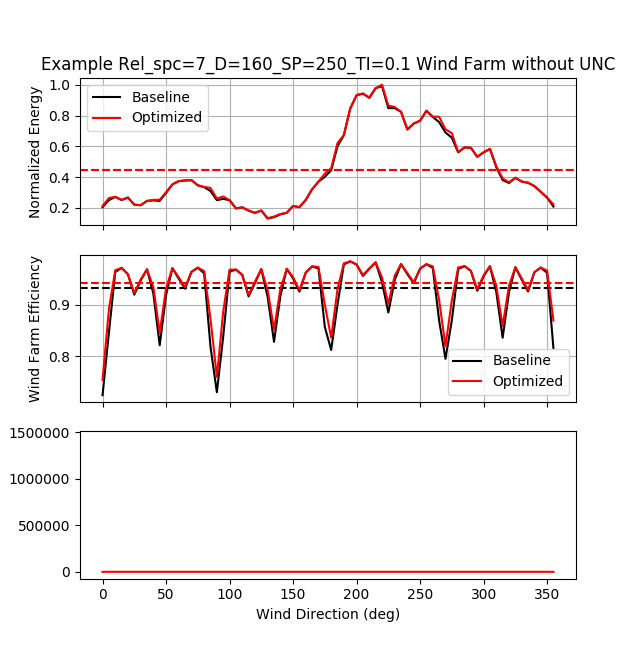 Example Rel_spc=7_D=160_SP=250_TI=0.1 Wind Farm without UNC
Normalized Energy
1.0
0.8
0.6
0.4
0.2
Baseline
Optimized
Wind Farm Efficiency
0.9
0.8
Baseline
Optimized
1500000
1000000
500000
0
0 50 100 150 200 250 300 350
Wind Direction (deg)